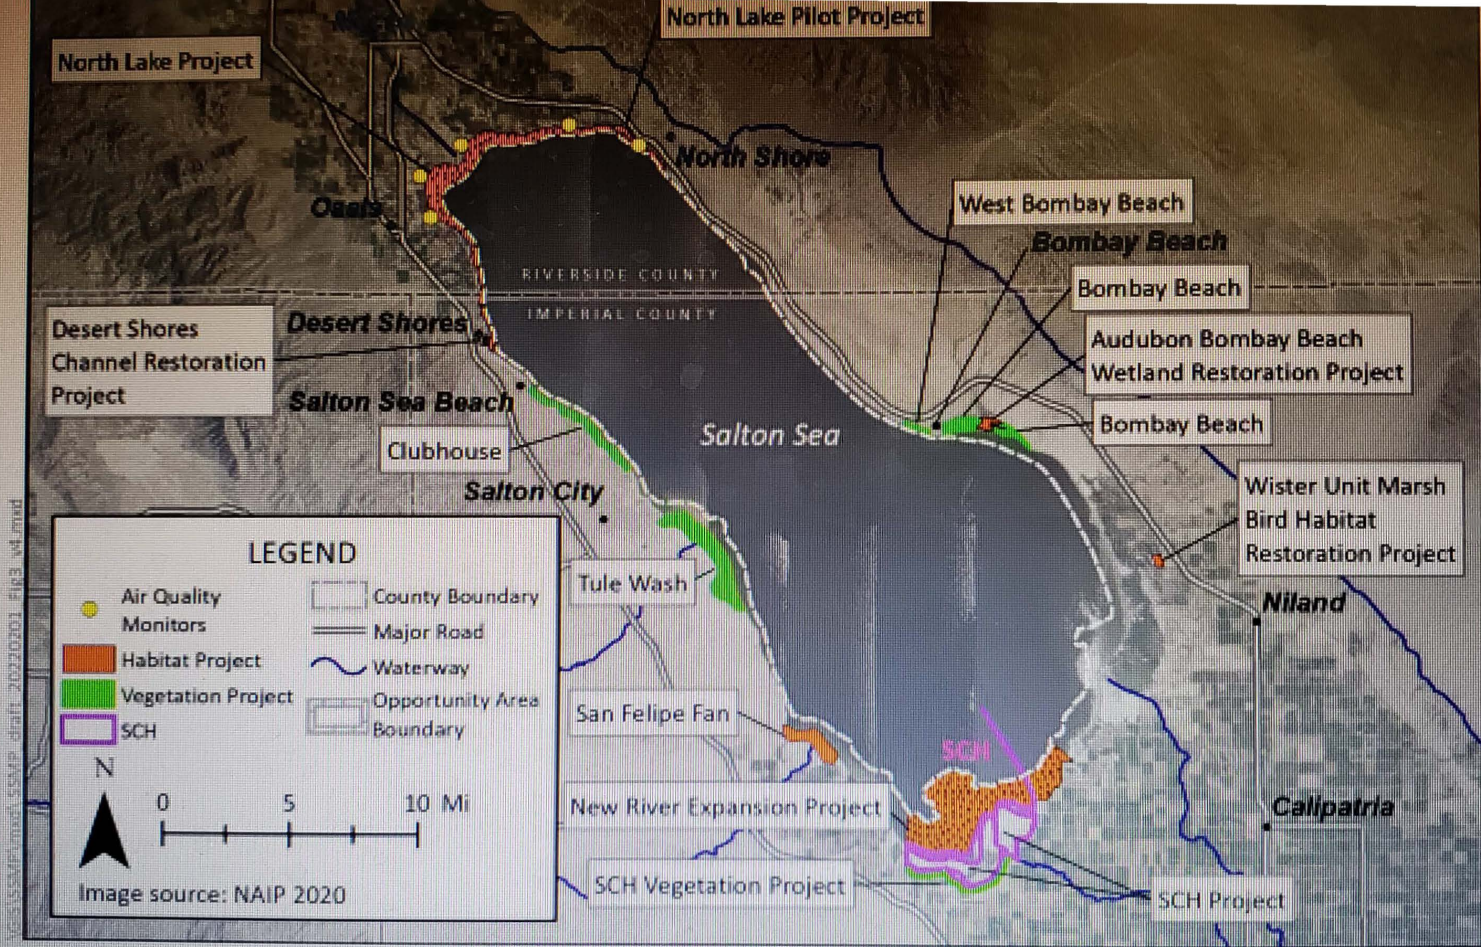 North Lake Pilot Project
North Lake Project
North Shore
Oasis
West Bombay Beach
Bombay Beach
RIVERSIDE COUNTY
IMPERIAL COUNTY
Bombay Beach
Desert Shores
Channel Restoration
Project
Desert Shores
Audubon Bombay Beach
Wetland Restoration Project
Salton Sea Beach
Salton Sea
Bombay Beach
Clubhouse
Salton City
Wister Unit Marsh
Bird Habitat
Restoration Project
Tule Wash
Niland
San Felipe Fan
SCH
New River Expansion Project
Calipatria
SCH Vegetation Project
SCH Project
LEGEND
Air Quality
Monitors
Habitat Project
Vegetation Project
SCH
County Boundary
Major Road
Waterway
Opportunity Area
Boundary
N
0 5 10 Mi
Image source: NAIP 2020